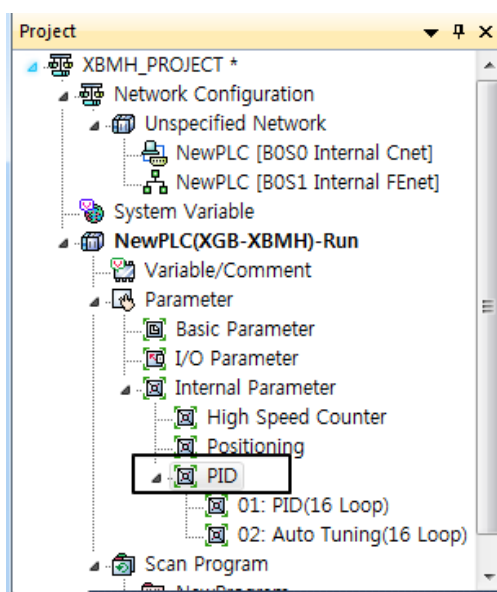 Project
XBMH_PROJECT *
Network Configuration
Unspecified Network
NewPLC [B0S0 Internal Cnet]
NewPLC [B0S1 Internal FEnet]
System Variable
NewPLC(XGB-XBMH)-Run
Variable/Comment
Parameter
Basic Parameter
I/O Parameter
Internal Parameter
High Speed Counter
Positioning
PID
01: PID(16 Loop)
02: Auto Tuning(16 Loop)
Scan Program
NewProgram